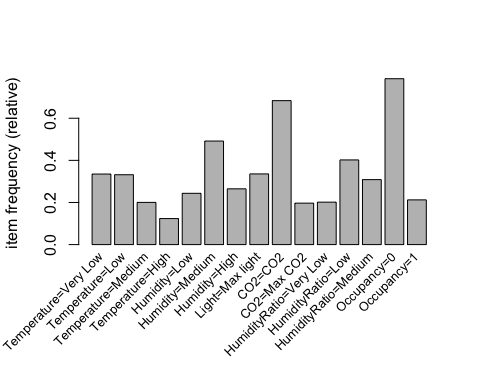 item frequency (relative)
0.0
0.2
0.4
0.6
Temperature=Very Low
Temperature=Low
Temperature=Medium
Temperature=High
Humidity=Low
Humidity=Medium
Humidity=High
Light=Max light
CO2=CO2
CO2=Max CO2
HumidityRatio=Very Low
HumidityRatio=Low
HumidityRatio=Medium
Occupancy=0
Occupancy=1